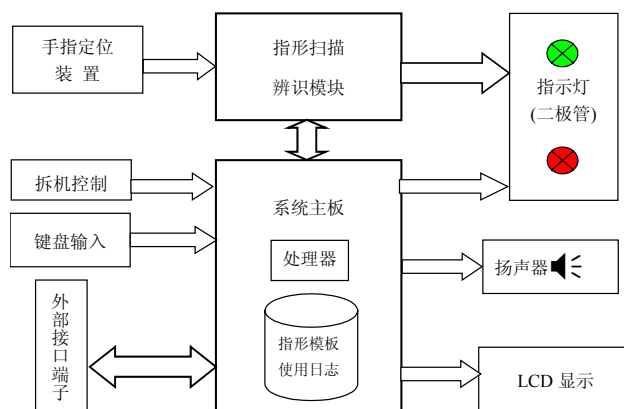 手指定位
装 置
指形扫描
辨识模块
指示灯
(二极管)
拆机控制
键盘输入
系统主板
处理器
指形模板
使用日志
外部接口端子
扬声器
LCD 显示